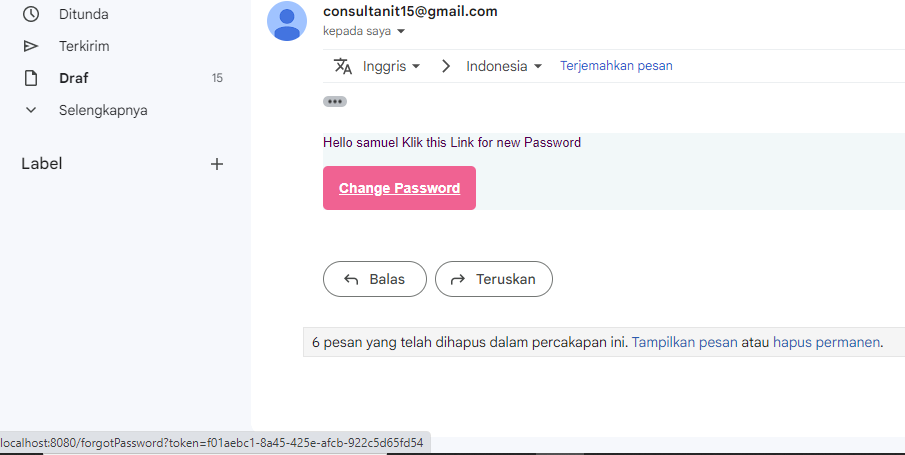 Ditunda
Terkirim
Draf 15
Selengkapnya
Label
consultanit15@gmail.com
kepada saya
Inggris Indonesia Terjemahkan pesan
Hello samuel Klik this Link for new Password
Change Password
Balas Teruskan
6 pesan yang telah dihapus dalam percakapan ini. Tampilkan pesan atau hapus permanen.
localhost:8080/forgotPassword?token=f01aebc1-8a45-425e-afcb-922c5d65fd54